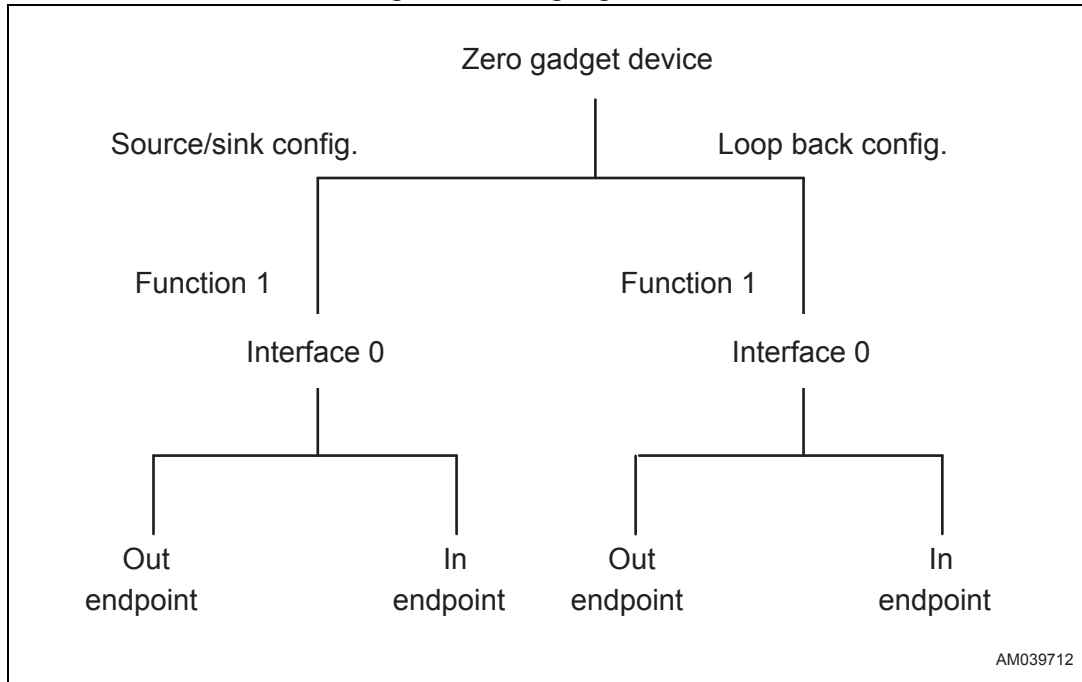 Zero gadget device
Source/sink config.
Loop back config.
Function 1
Function 1
Interface 0
Interface 0
Out
endpoint
In
endpoint
Out
endpoint
In
endpoint
AM039712